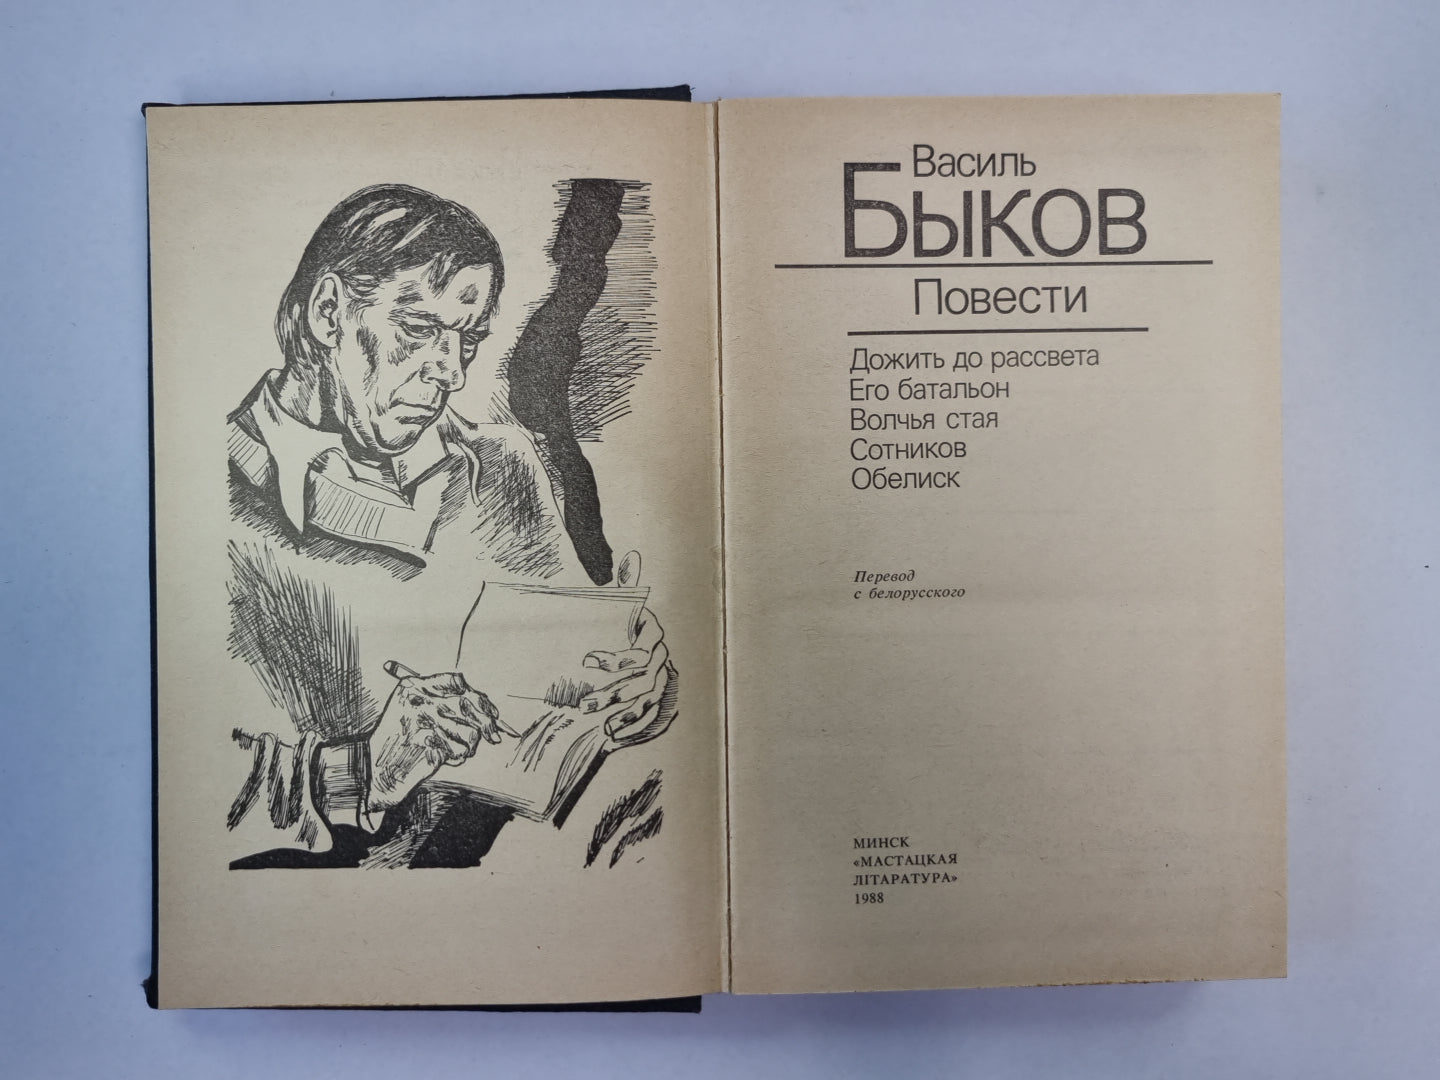 Василь
Быков
Повести
Дожить до рассвета
Его батальон
Волчья стая
Сотников
Обелиск
Перевод
с белорусского
МИНСК
«МАСТАЦКАЯ
ЛІТАРАТУРА»
1988